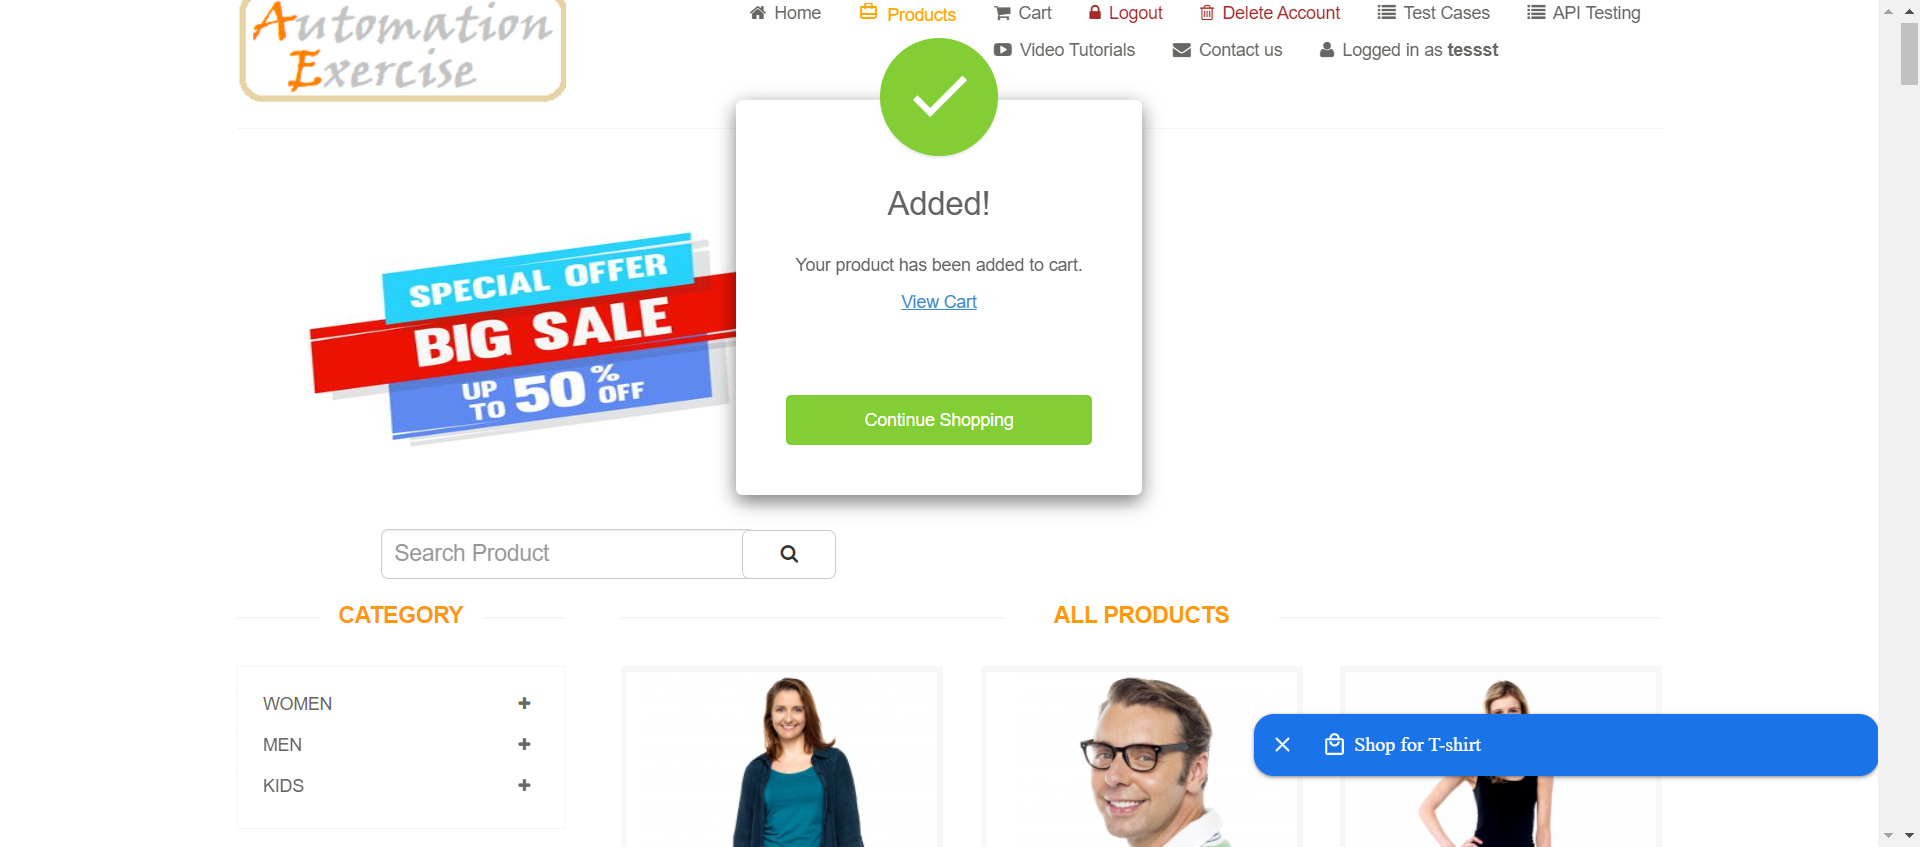 Automation
Exercise
Home Products Cart Logout Delete Account Test Cases API Testing
Video Tutorials Contact us Logged in as tessst
Added!
Your product has been added to cart.
View Cart
Continue Shopping
SPECIAL OFFER
BIG SALE
UP TO 50% OFF
Search Product
CATEGORY
WOMEN
MEN
KIDS
ALL PRODUCTS
Shop for T-shirt